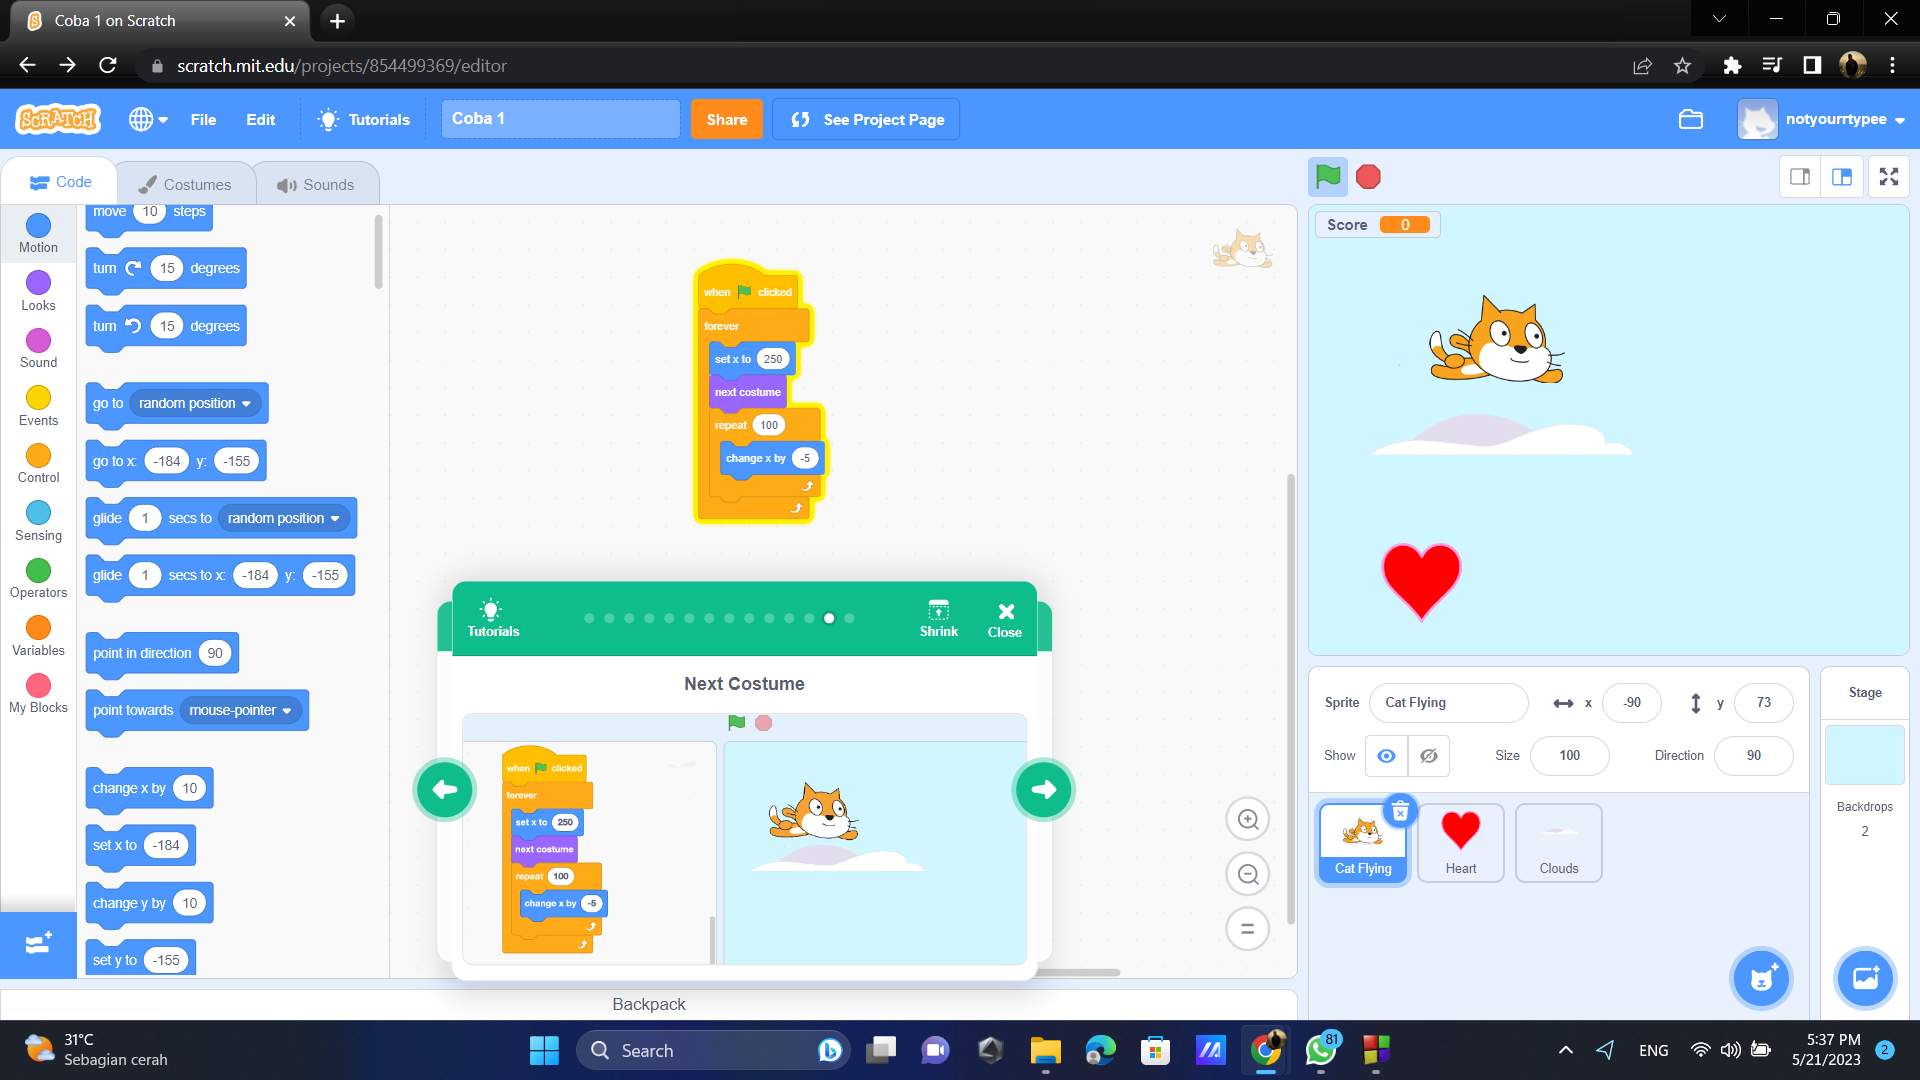 Coba 1 on Scratch
scratch.mit.edu/projects/854499369/editor
SCRATCH
File
Edit
Tutorials
Coba 1
Share
See Project Page
notyourrtypee
Code
Costumes
Sounds
Motion
Looks
Sound
Events
Control
Sensing
Operators
Variables
My Blocks
move 10 steps
turn 15 degrees
turn 15 degrees
go to random position
go to x: -184 y: -155
glide 1 secs to random position
glide 1 secs to x: -184 y: -155
point in direction 90
point towards mouse-pointer
change x by 10
set x to -184
change y by 10
set y to -155
when clicked
forever
set x to 250
next costume
repeat 100
change x by -5
Tutorials
Shrink
Close
Next Costume
when clicked
forever
set x to 250
next costume
repeat 100
change x by -5
Backpack
Score 0
Sprite Cat Flying x -90 y 73
Show Size 100 Direction 90
Cat Flying
Heart
Clouds
Stage
Backdrops
2
31°C
Sebagian cerah
Search
81
ENG
5:37 PM
5/21/2023
2